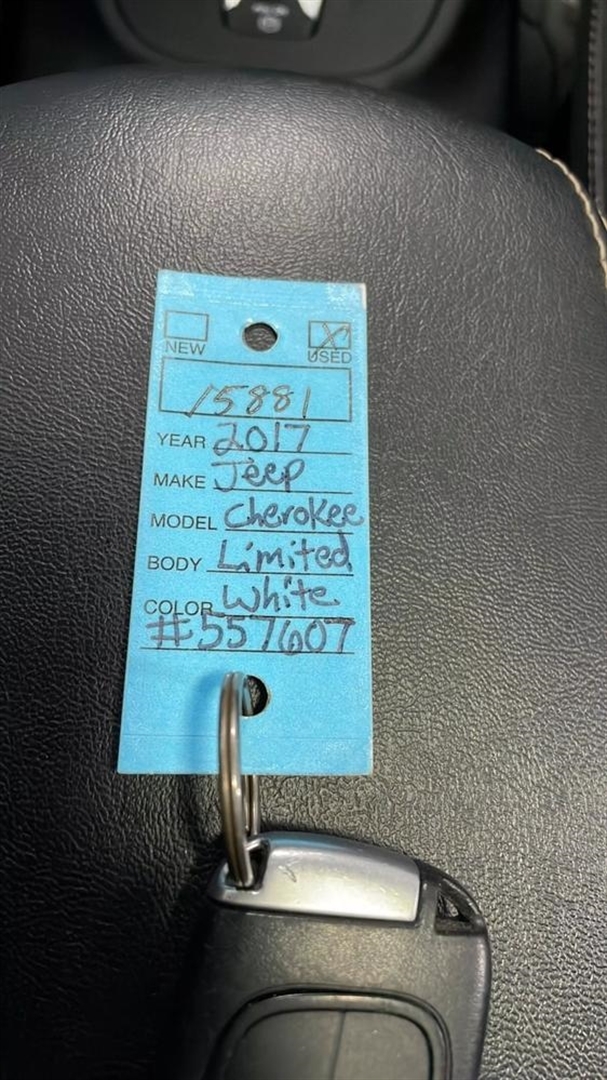 NEW USED
15881
YEAR 2017
MAKE Jeep
MODEL Cherokee
BODY Limited
COLOR White
#557607